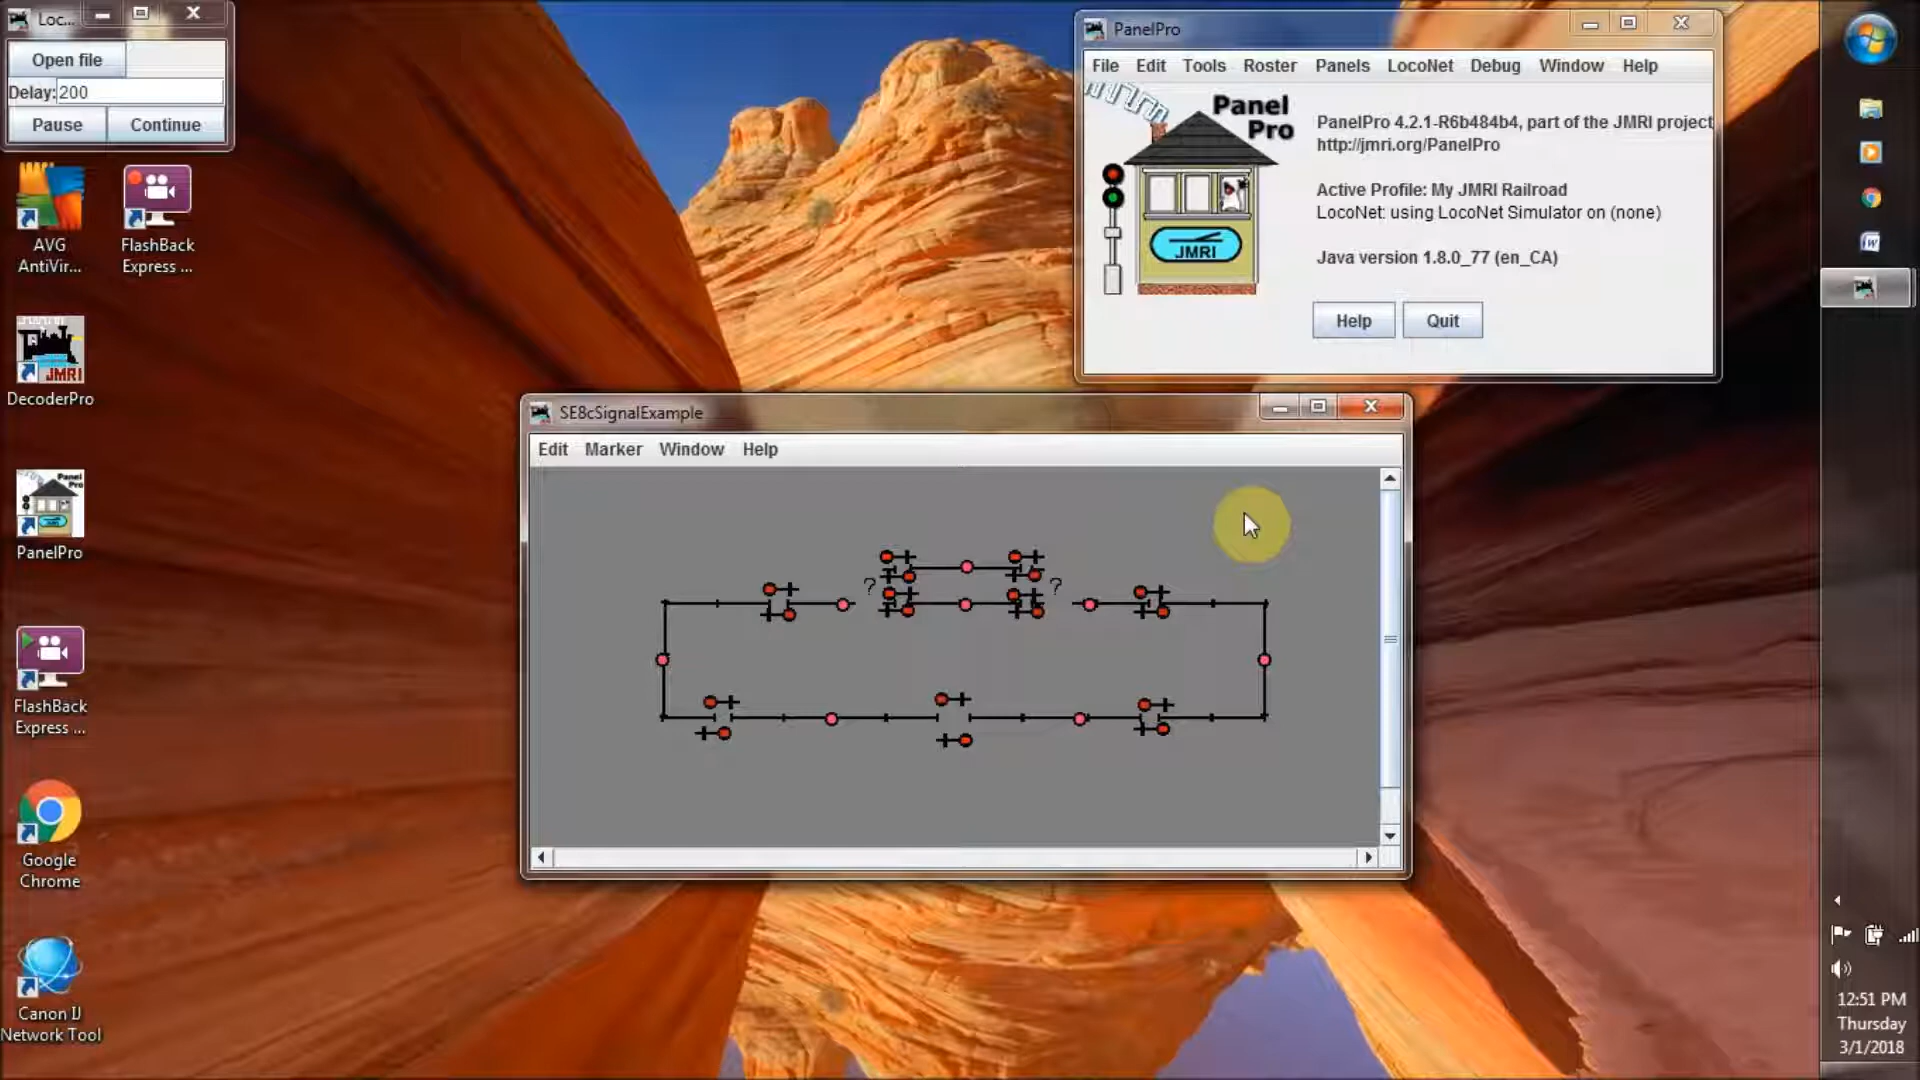 Loc...
Open file
Delay:200
Pause Continue
AVG
AntiVir...
FlashBack
Express ...
DecoderPro
PanelPro
FlashBack
Express ...
Google
Chrome
Canon IJ
Network Tool
PanelPro
File Edit Tools Roster Panels LocoNet Debug Window Help
Panel
Pro
JMRI
PanelPro 4.2.1-R6b484b4, part of the JMRI project
http://jmri.org/PanelPro
Active Profile: My JMRI Railroad
LocoNet: using LocoNet Simulator on (none)
Java version 1.8.0_77 (en_CA)
Help Quit
SE8cSignalExample
Edit Marker Window Help
? ?
JMRI
Panel
Pro
12:51 PM
Thursday
3/1/2018